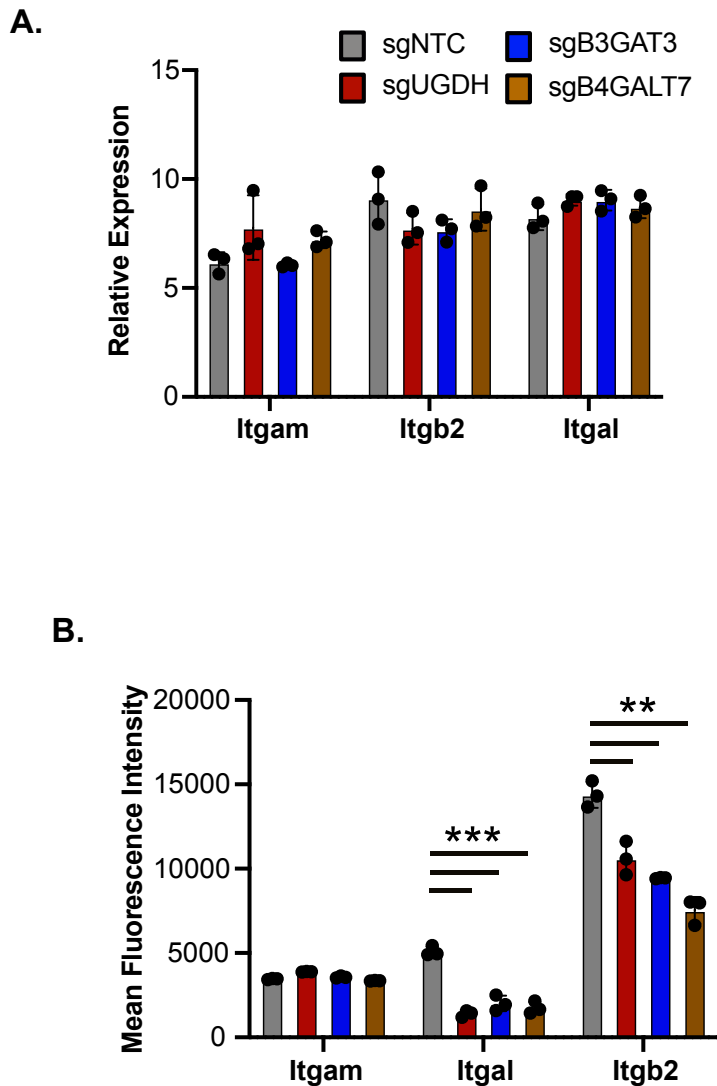 A.
sgNTC sgB3GAT3
sgUGDH sgB4GALT7
Relative Expression
15
10
5
0
Itgam Itgb2 Itgal
B.
Mean Fluorescence Intensity
20000
15000
10000
5000
0
***
**
Itgam Itgal Itgb2